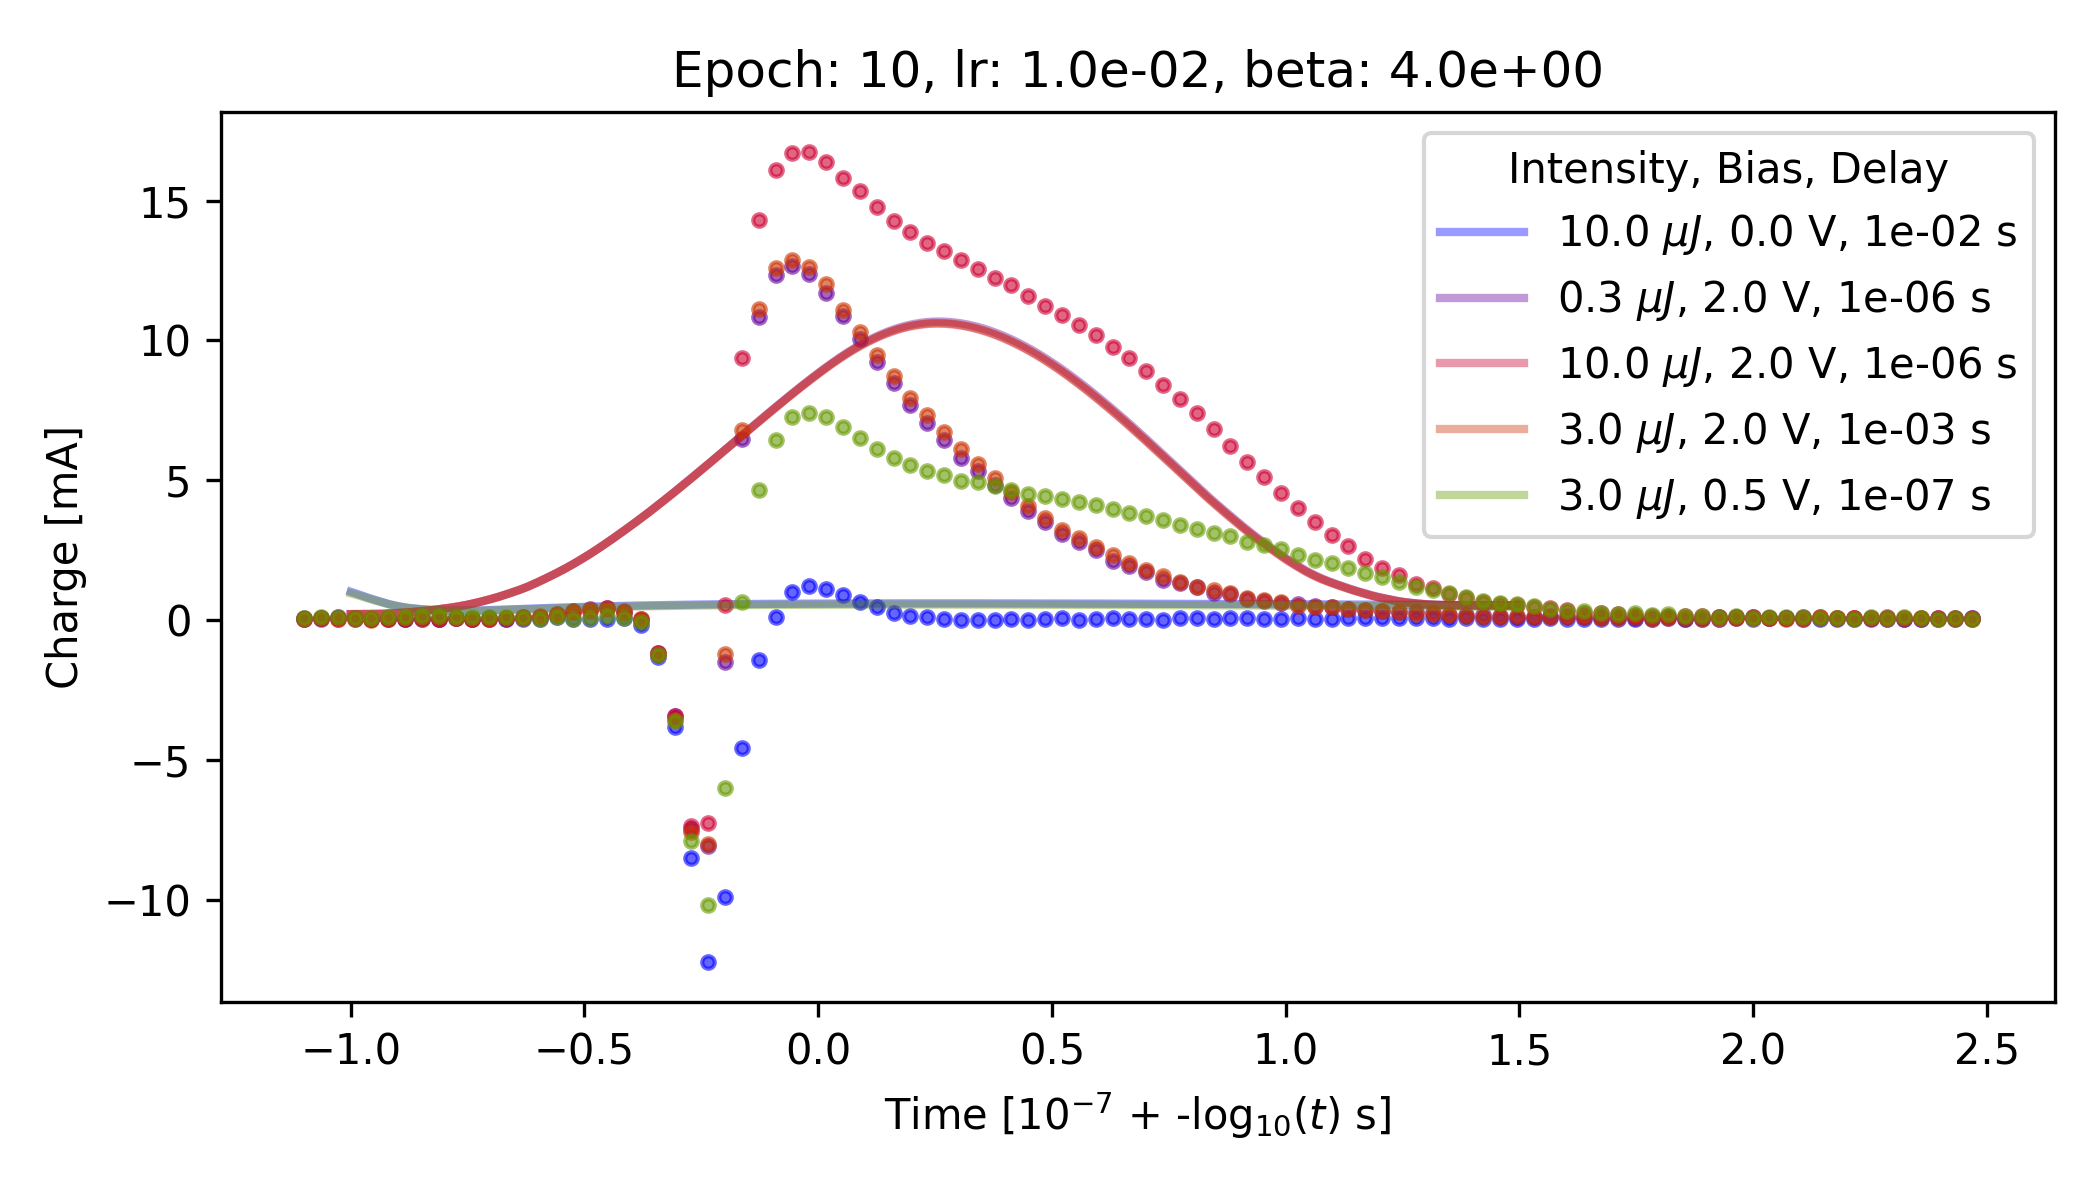 Epoch: 10, lr: 1.0e-02, beta: 4.0e+00
Intensity, Bias, Delay
10.0 μJ, 0.0 V, 1e-02 s
0.3 μJ, 2.0 V, 1e-06 s
10.0 μJ, 2.0 V, 1e-06 s
3.0 μJ, 2.0 V, 1e-03 s
3.0 μJ, 0.5 V, 1e-07 s
Charge [mA]
15
10
5
0
−5
−10
−1.0 −0.5 0.0 0.5 1.0 1.5 2.0 2.5
Time [10⁻⁷ + -log₁₀(t) s]